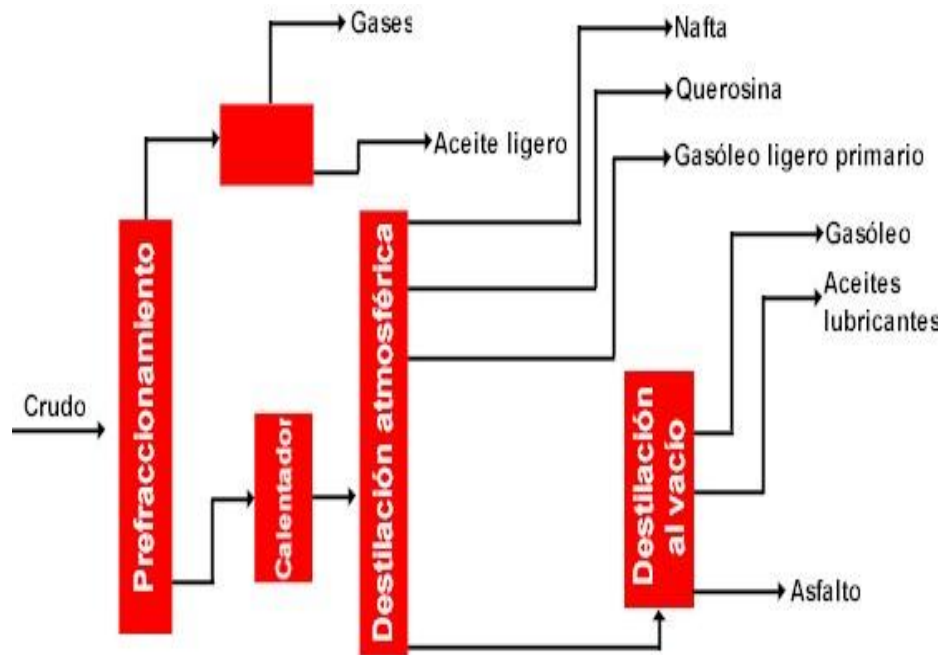 Gases
Nafta
Querosina
Aceite ligero
Gasóleo ligero primario
Gasóleo
Aceites
lubricantes
Crudo
Prefraccionamiento
Calentador
Destilación atmosférica
Destilación
al vacío
Asfalto